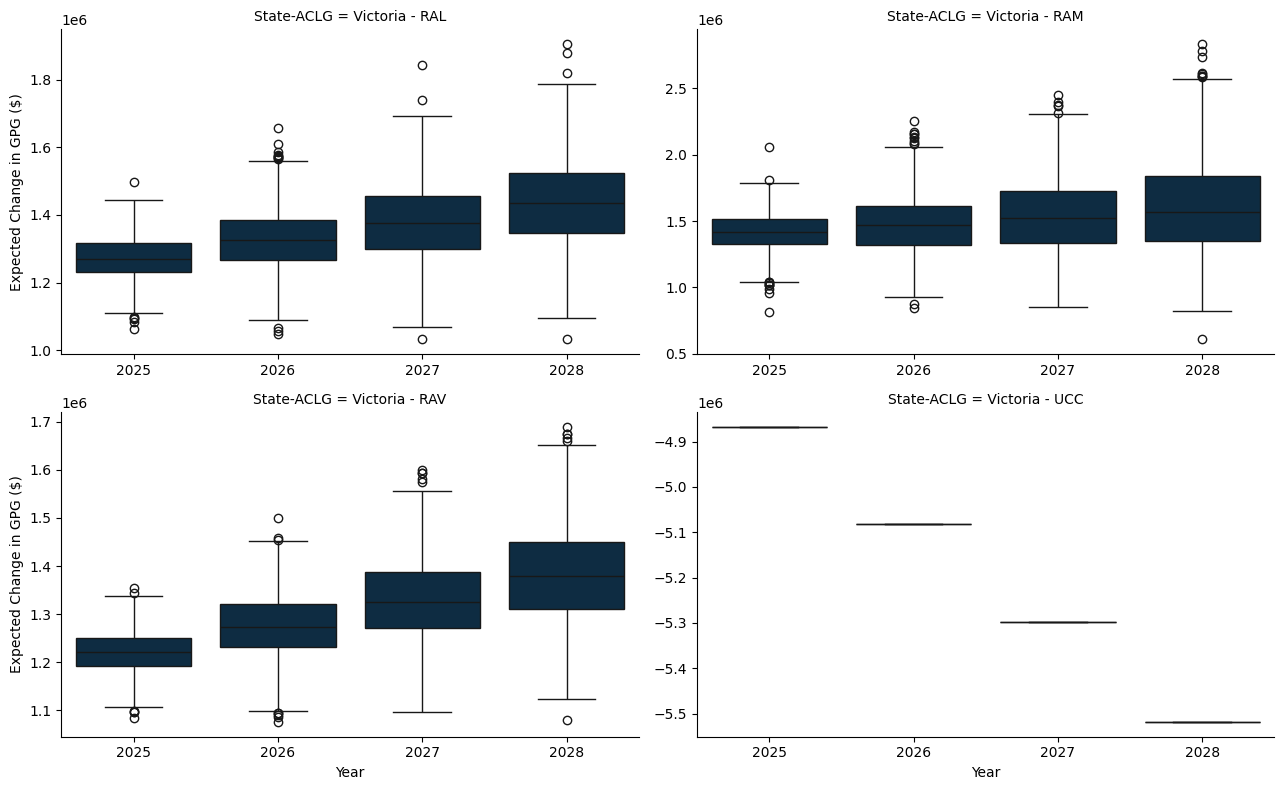 State-ACLG = Victoria - RAL
1e6
Expected Change in GPG ($)
1.8
1.6
1.4
1.2
1.0
2025 2026 2027 2028
State-ACLG = Victoria - RAM
1e6
2.5
2.0
1.5
1.0
0.5
2025 2026 2027 2028
State-ACLG = Victoria - RAV
1e6
Expected Change in GPG ($)
1.7
1.6
1.5
1.4
1.3
1.2
1.1
2025 2026 2027 2028
Year
State-ACLG = Victoria - UCC
1e6
−4.9
−5.0
−5.1
−5.2
−5.3
−5.4
−5.5
2025 2026 2027 2028
Year